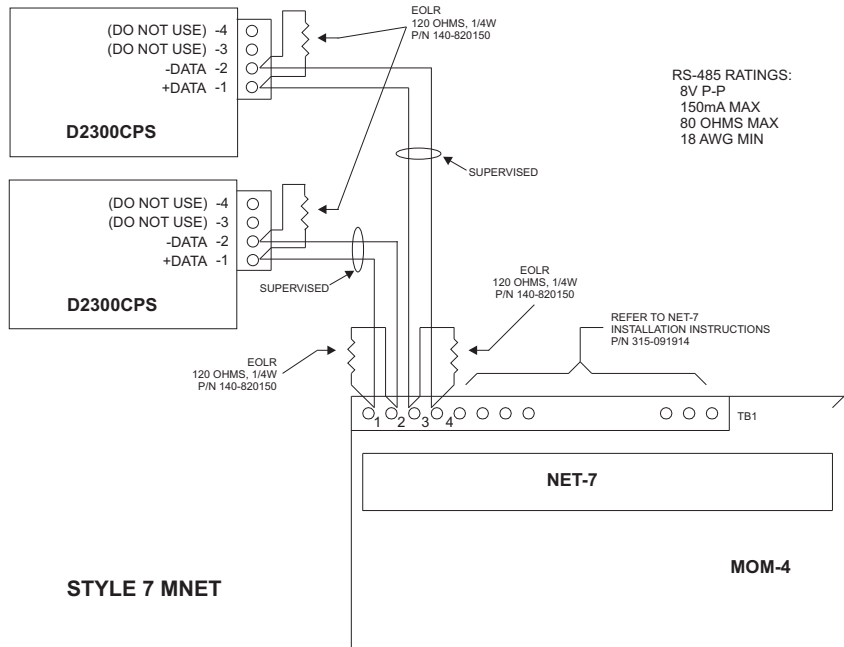 EOLR
120 OHMS, 1/4W
P/N 140-820150
(DO NOT USE) -4
(DO NOT USE) -3
-DATA -2
+DATA -1
D2300CPS
RS-485 RATINGS:
8V P-P
150mA MAX
80 OHMS MAX
18 AWG MIN
SUPERVISED
(DO NOT USE) -4
(DO NOT USE) -3
-DATA -2
+DATA -1
D2300CPS
SUPERVISED
EOLR
120 OHMS, 1/4W
P/N 140-820150
EOLR
120 OHMS, 1/4W
P/N 140-820150
REFER TO NET-7
INSTALLATION INSTRUCTIONS
P/N 315-091914
1 2 3 4
TB1
NET-7
MOM-4
STYLE 7 MNET